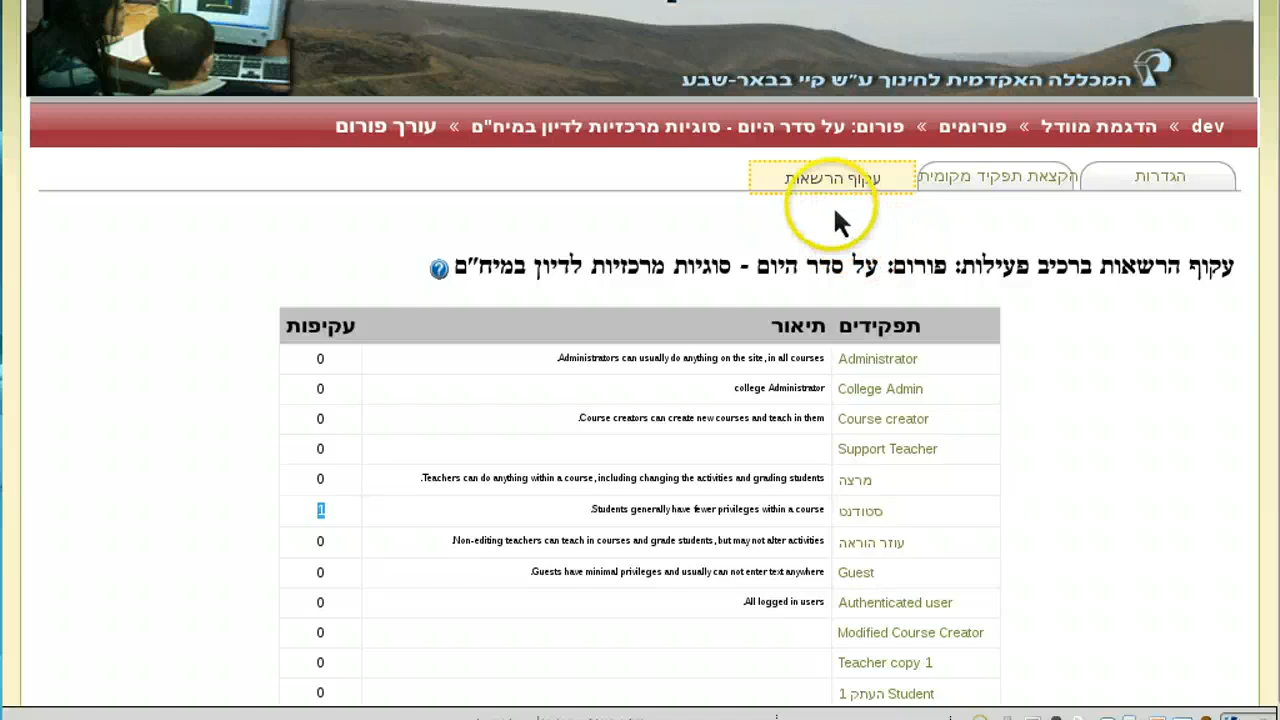 המכללה האקדמית לחינוך ע״ש קיי בבאר-שבע
dev » הדגמת מוודל » פורומים » פורום: על סדר היום - סוגיות מרכזיות לדיון במיח"ם » עורך פורום
הגדרות
הקצאת תפקיד מקומית
עקוף הרשאות
עקוף הרשאות ברכיב פעילות: פורום: על סדר היום - סוגיות מרכזיות לדיון במיח"ם
תפקידים תיאור עקיפות
Administrator .Administrators can usually do anything on the site, in all courses 0
College Admin college Administrator 0
Course creator .Course creators can create new courses and teach in them 0
Support Teacher 0
מרצה .Teachers can do anything within a course, including changing the activities and grading students 0
סטודנט .Students generally have fewer privileges within a course 1
עוזר הוראה .Non-editing teachers can teach in courses and grade students, but may not alter activities 0
Guest .Guests have minimal privileges and usually can not enter text anywhere 0
Authenticated user .All logged in users 0
Modified Course Creator 0
Teacher copy 1 0
Student העתק 1 0